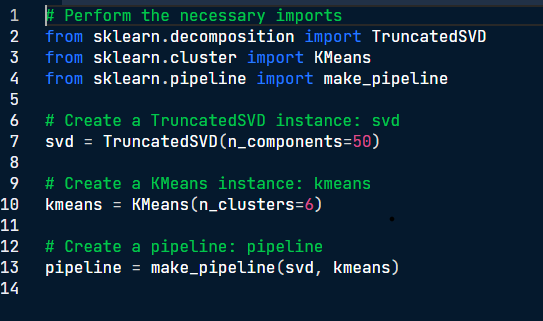 1 # Perform the necessary imports
2 from sklearn.decomposition import TruncatedSVD
3 from sklearn.cluster import KMeans
4 from sklearn.pipeline import make_pipeline
5
6 # Create a TruncatedSVD instance: svd
7 svd = TruncatedSVD(n_components=50)
8
9 # Create a KMeans instance: kmeans
10 kmeans = KMeans(n_clusters=6)
11
12 # Create a pipeline: pipeline
13 pipeline = make_pipeline(svd, kmeans)
14